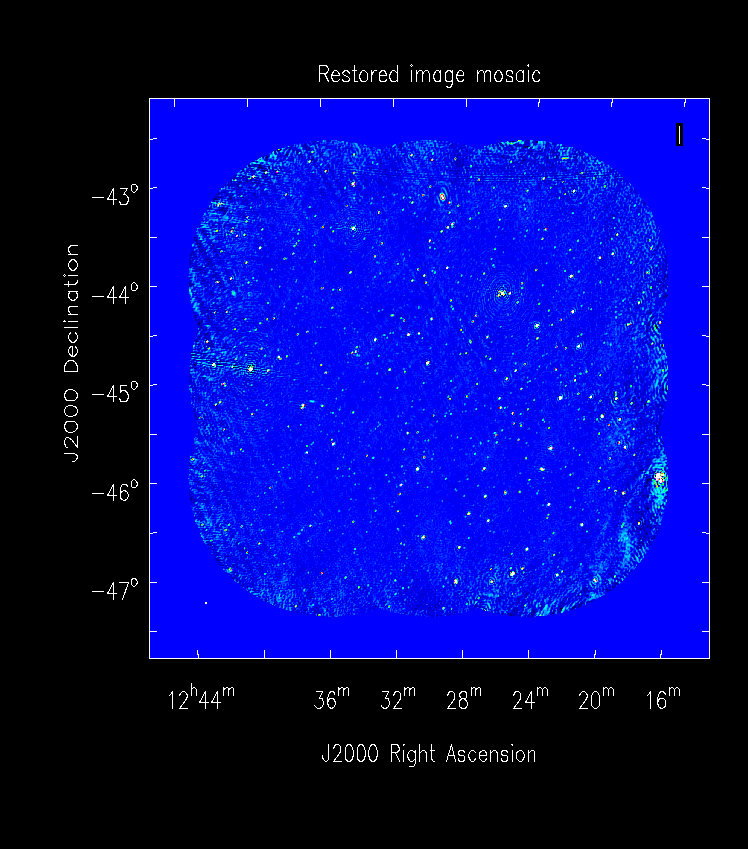 Restored image mosaic
I
−43°
−44°
−45°
−46°
−47°
J2000 Declination
12h44m 36m 32m 28m 24m 20m 16m
J2000 Right Ascension